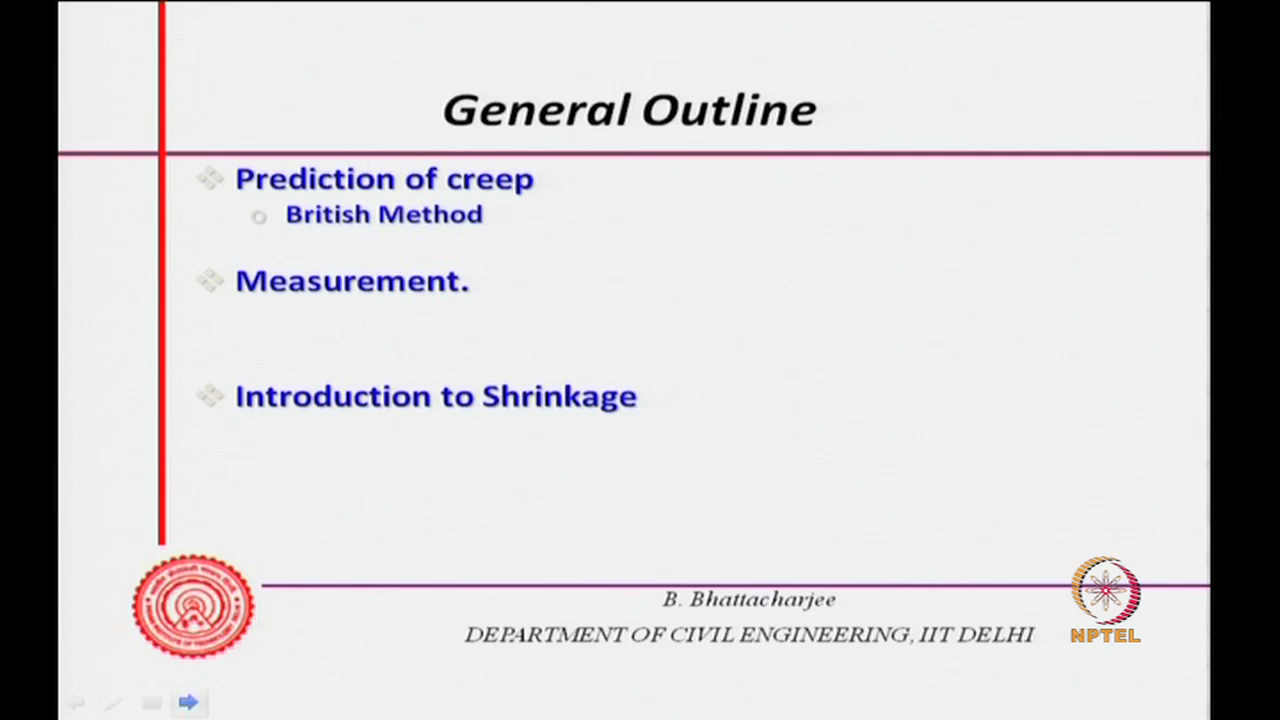 General Outline
Prediction of creep
British Method
Measurement.
Introduction to Shrinkage
B. Bhattacharjee
DEPARTMENT OF CIVIL ENGINEERING, IIT DELHI
NPTEL